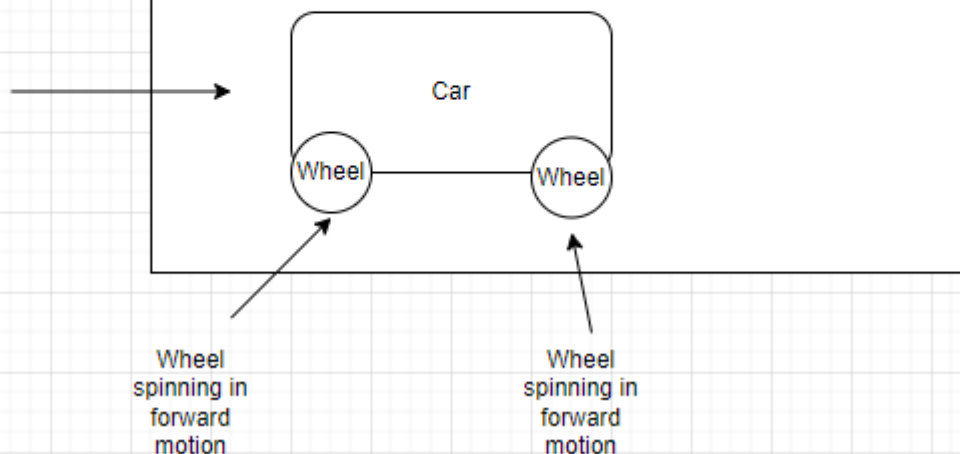 Car
Wheel
Wheel
Wheel
spinning in
forward
motion
Wheel
spinning in
forward
motion